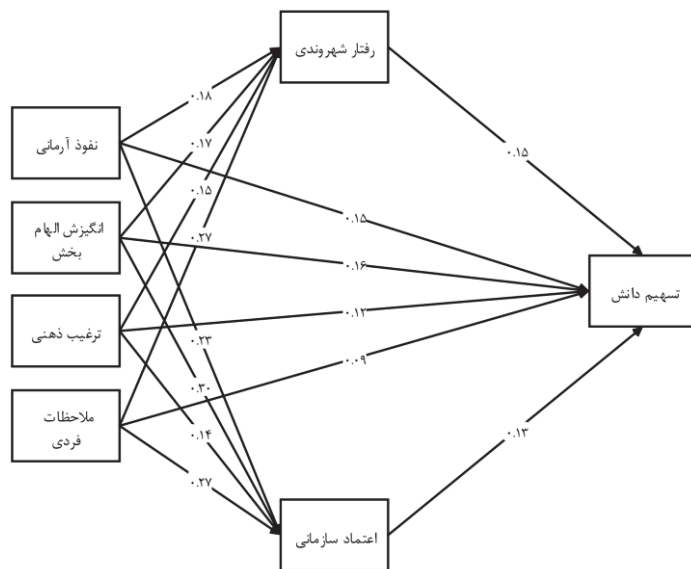 رفتار شهروندی
۰.۱۸
نفوذ آرمانی
۰.۱۷
۰.۱۵
۰.۱۵
۰.۱۵
انگیزش الهام
بخش
۰.۲۷
۰.۱۶
تسهیم دانش
ترغیب ذهنی
۰.۱۲
۰.۲۳
۰.۰۹
۰.۳۰
ملاحظات
فردی
۰.۱۴
۰.۱۳
۰.۲۷
اعتماد سازمانی